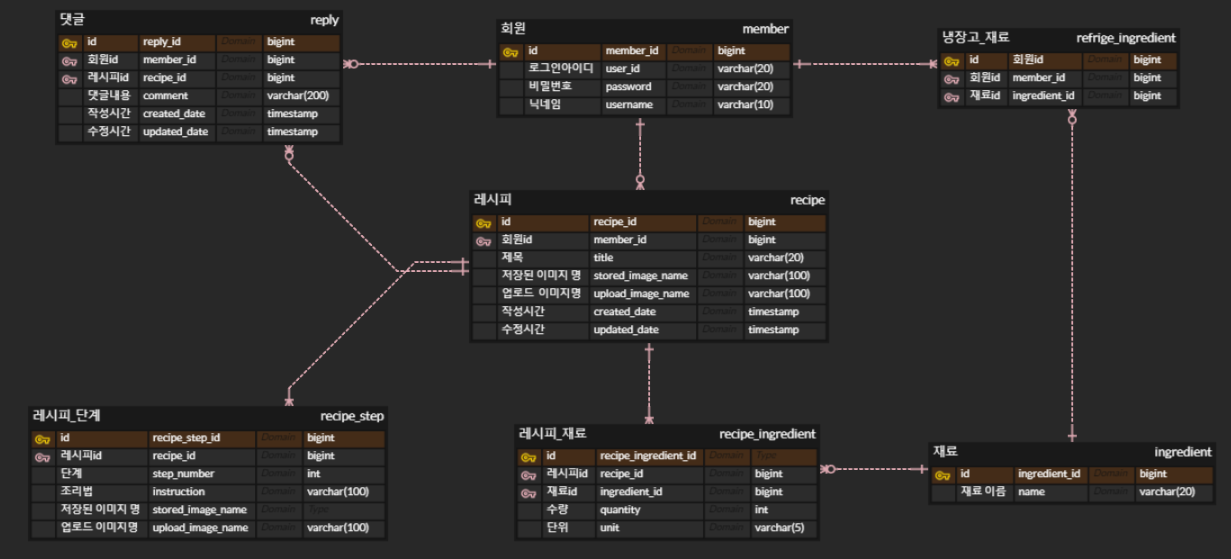 댓글 reply
id reply_id Domain bigint
회원id member_id Domain bigint
레시피id recipe_id Domain bigint
댓글내용 comment Domain varchar(200)
작성시간 created_date Domain timestamp
수정시간 updated_date Domain timestamp
회원 member
id member_id Domain bigint
로그인아이디 user_id Domain varchar(20)
비밀번호 password Domain varchar(20)
닉네임 username Domain varchar(10)
냉장고_재료 refrige_ingredient
id 회원id Domain bigint
회원id member_id Domain bigint
재료id ingredient_id Domain bigint
레시피 recipe
id recipe_id Domain bigint
회원id member_id Domain bigint
제목 title Domain varchar(20)
저장된 이미지 명 stored_image_name Domain varchar(100)
업로드 이미지명 upload_image_name Domain varchar(100)
작성시간 created_date Domain timestamp
수정시간 updated_date Domain timestamp
레시피_단계 recipe_step
id recipe_step_id Domain bigint
레시피id recipe_id Domain bigint
단계 step_number Domain int
조리법 instruction Domain varchar(100)
저장된 이미지 명 stored_image_name Domain Type
업로드 이미지명 upload_image_name Domain varchar(100)
레시피_재료 recipe_ingredient
id recipe_ingredient_id Domain Type
레시피id recipe_id Domain bigint
재료id ingredient_id Domain bigint
수량 quantity Domain int
단위 unit Domain varchar(5)
재료 ingredient
id ingredient_id Domain bigint
재료 이름 name Domain varchar(20)